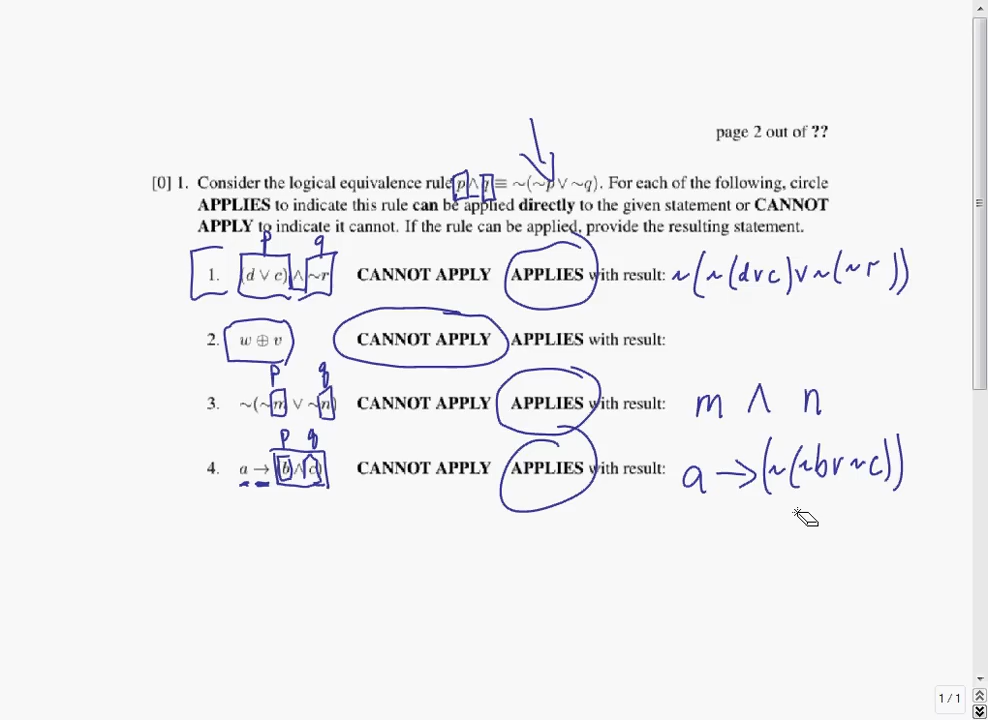 page 2 out of ??
[0] 1. Consider the logical equivalence rule p ∧ q ≡ ~(~p ∨ ~q). For each of the following, circle
APPLIES to indicate this rule can be applied directly to the given statement or CANNOT
APPLY to indicate it cannot. If the rule can be applied, provide the resulting statement.
p q
1. (d ∨ c) ∧ ~r CANNOT APPLY APPLIES with result: ~(~(d∨c)∨~(~r))
2. w ⊕ v CANNOT APPLY APPLIES with result:
p q
3. ~(~m ∨ ~n) CANNOT APPLY APPLIES with result: m ∧ n
p q
4. a → (b ∧ c) CANNOT APPLY APPLIES with result: a → (~(~b∨~c))
1 / 1